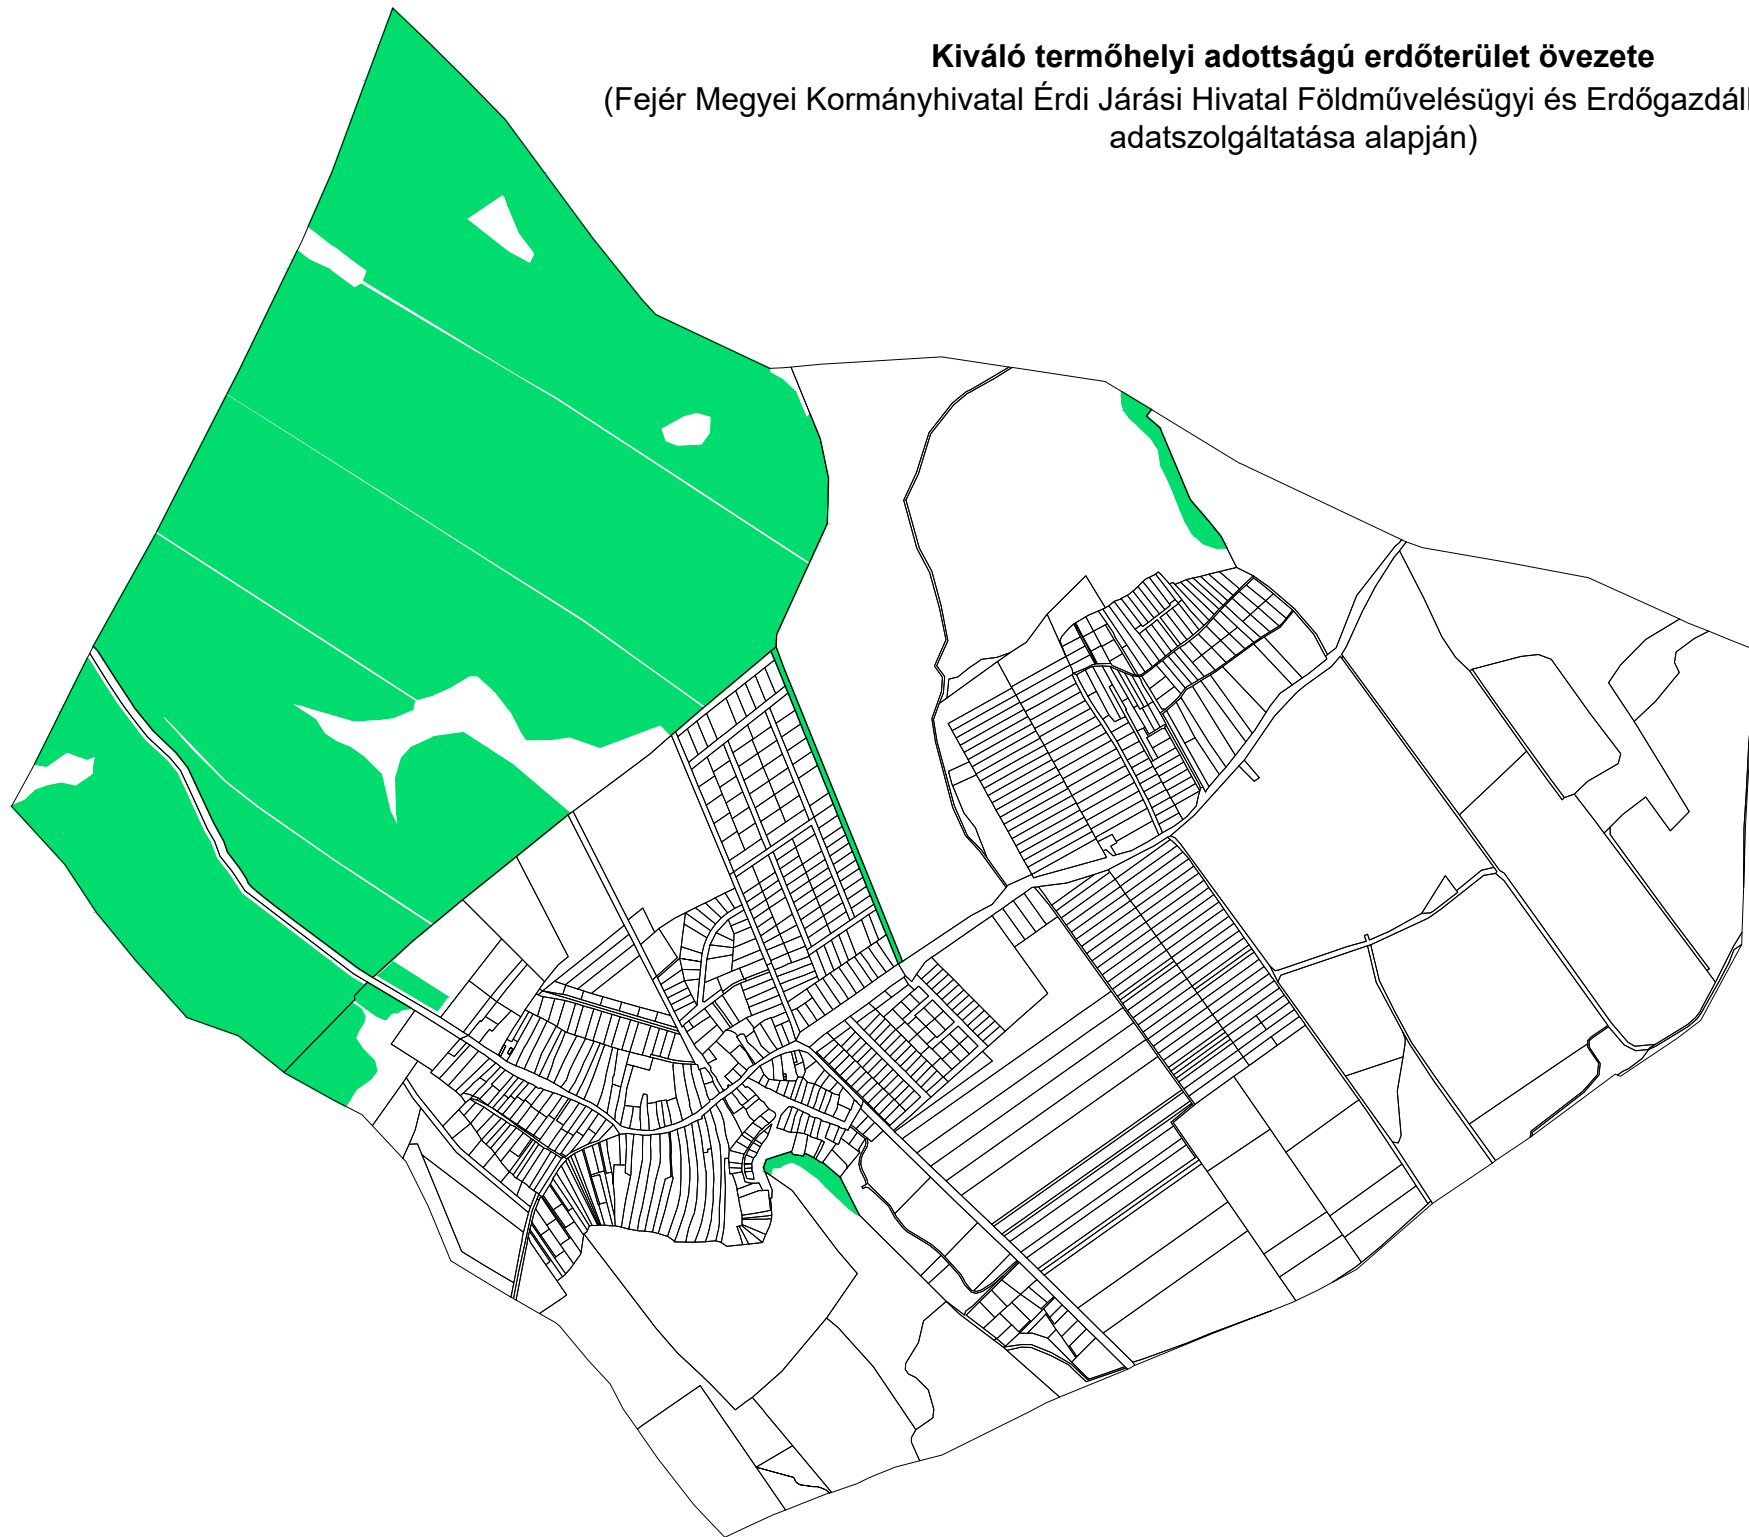 Kiváló termőhelyi adottságú erdőterület övezete
(Fejér Megyei Kormányhivatal Érdi Járási Hivatal Földművelésügyi és
adatszolgáltatása alapján)